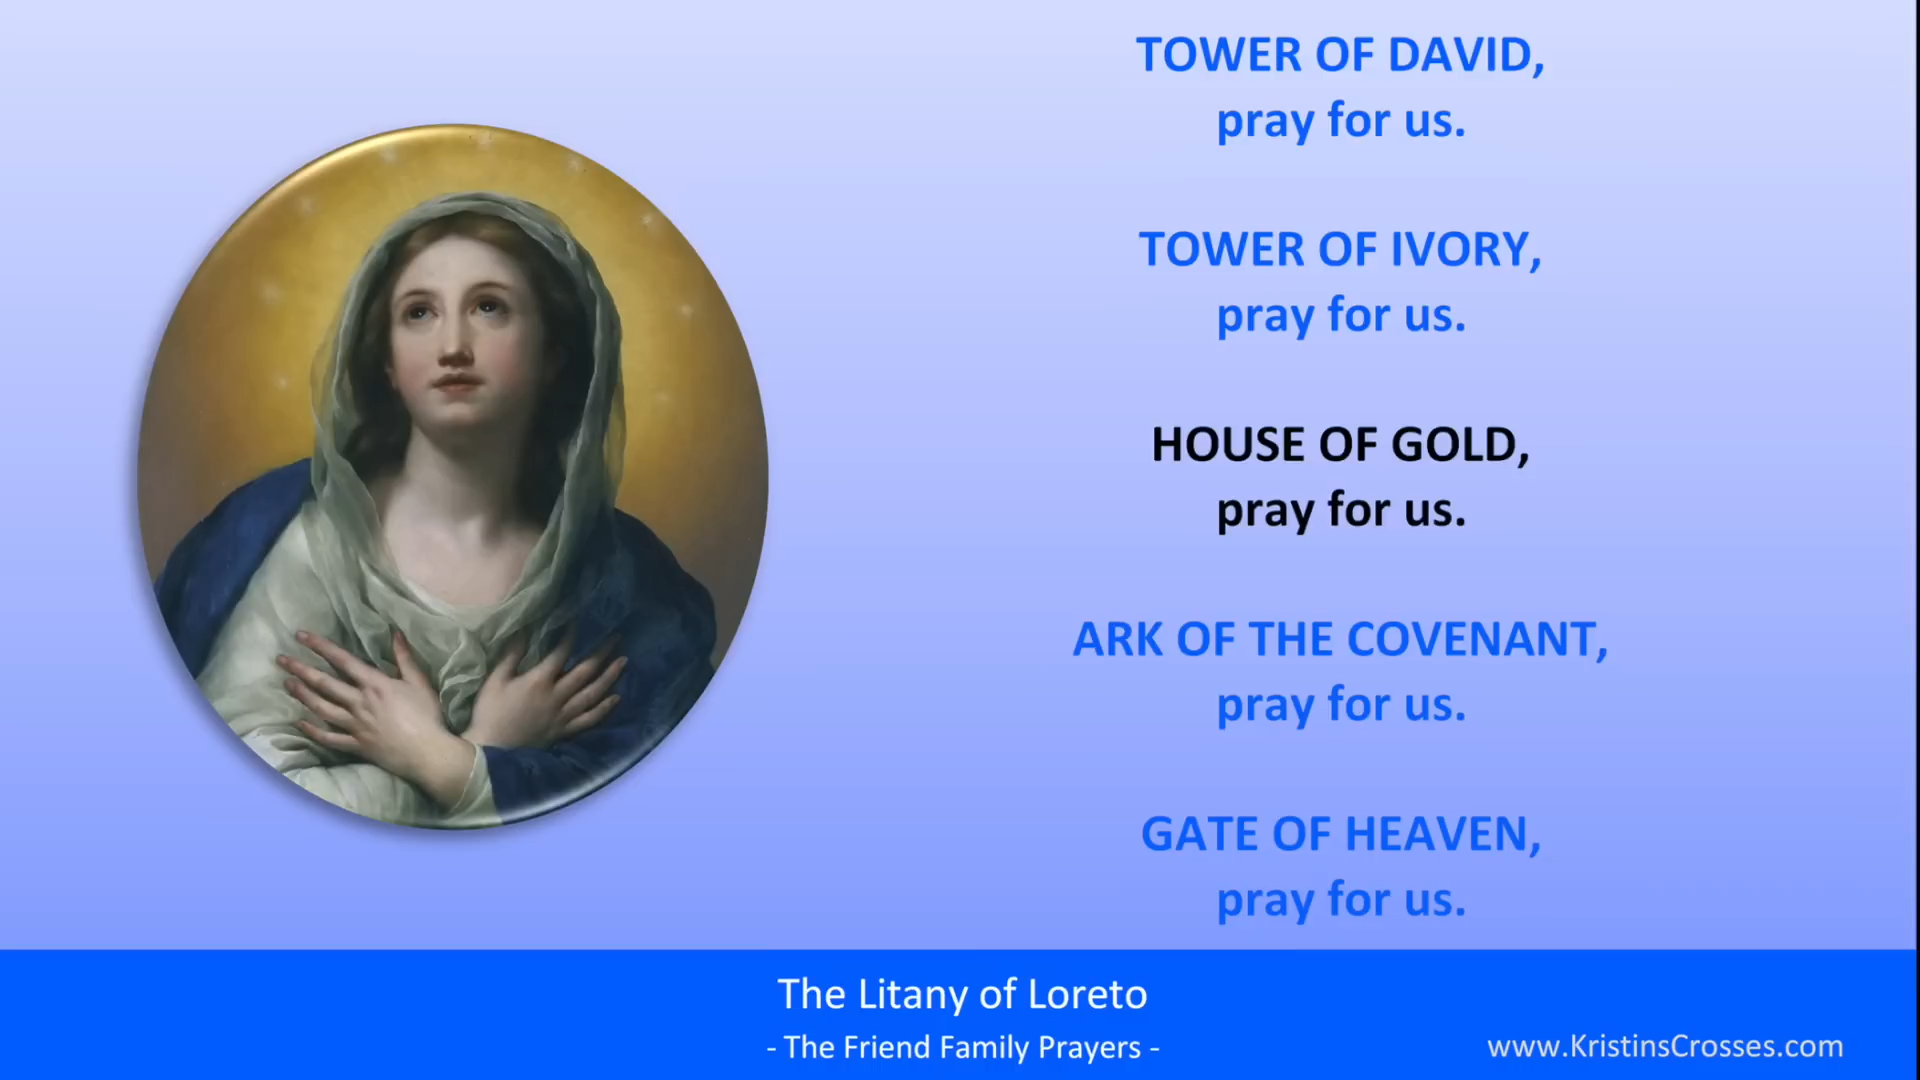 TOWER OF DAVID,
pray for us.
TOWER OF IVORY,
pray for us.
HOUSE OF GOLD,
pray for us.
ARK OF THE COVENANT,
pray for us.
GATE OF HEAVEN,
pray for us.
The Litany of Loreto
- The Friend Family Prayers -
www.KristinsCrosses.com